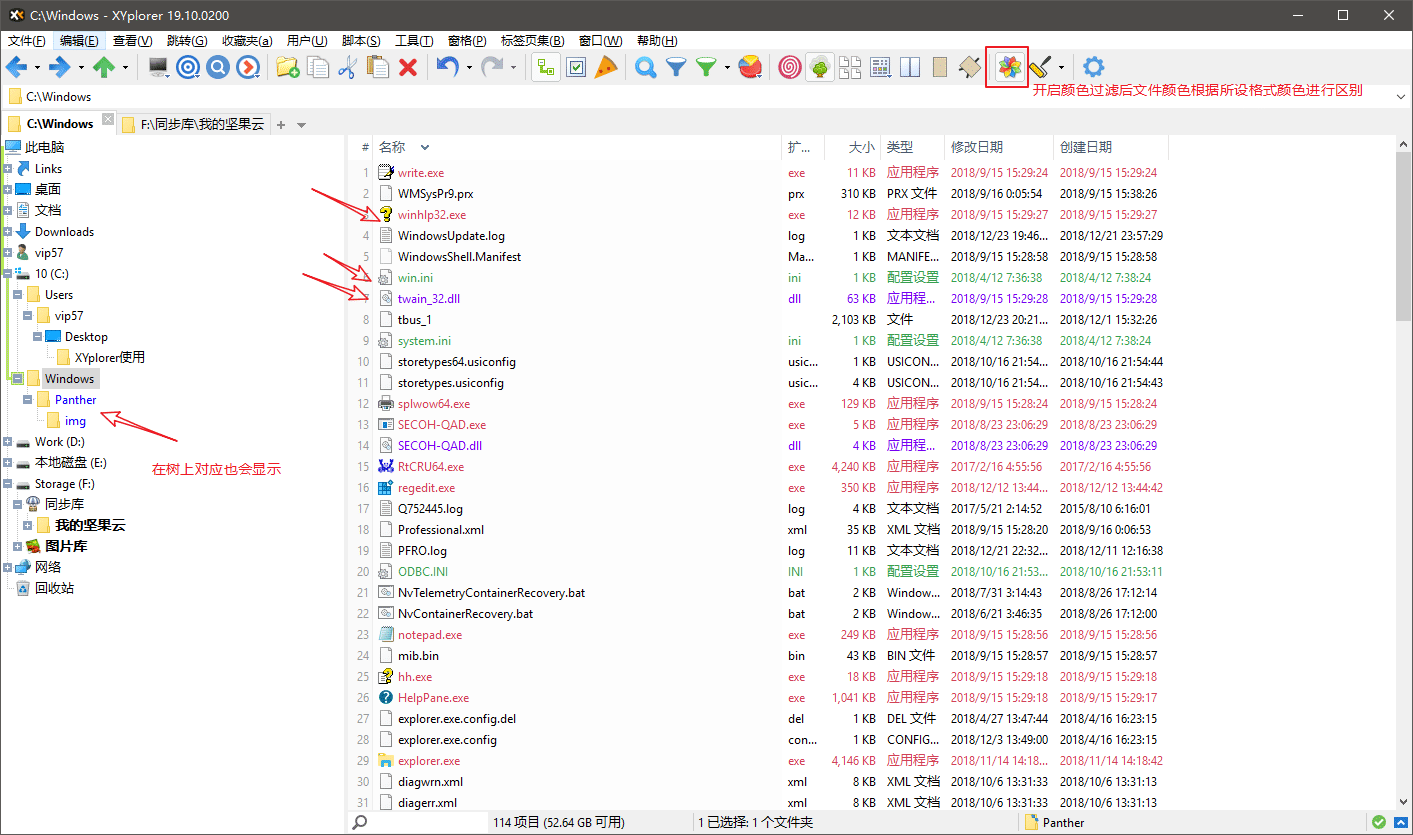 C:\Windows - XYplorer 19.10.0200
文件(F) 编辑(E) 查看(V) 跳转(G) 收藏夹(a) 用户(U) 脚本(S) 工具(T) 窗格(P) 标签页集(B) 窗口(W) 帮助(H)
开启颜色过滤后文件颜色根据所设格式颜色进行区别
C:\Windows
C:\Windows F:\同步库\我的坚果云
此电脑
Links
桌面
文档
Downloads
vip57
10 (C:)
Users
vip57
Desktop
XYplorer使用
Windows
Panther
img
Work (D:)
本地磁盘 (E:)
在树上对应也会显示
Storage (F:)
同步库
我的坚果云
图片库
网络
回收站
# 名称 扩... 大小 类型 修改日期 创建日期
1 write.exe exe 11 KB 应用程序 2018/9/15 15:29:24 2018/9/15 15:29:24
2 WMSysPr9.prx prx 310 KB PRX 文件 2018/9/16 0:05:54 2018/9/15 15:38:26
winhlp32.exe exe 12 KB 应用程序 2018/9/15 15:29:27 2018/9/15 15:29:27
4 WindowsUpdate.log log 1 KB 文本文档 2018/12/23 19:46... 2018/12/21 23:57:29
5 WindowsShell.Manifest Ma... 1 KB MANIFE... 2018/9/15 15:28:58 2018/9/15 15:28:58
6 win.ini ini 1 KB 配置设置 2018/4/12 7:36:38 2018/4/12 7:38:24
7 twain_32.dll dll 63 KB 应用程... 2018/9/15 15:29:28 2018/9/15 15:29:28
8 tbus_1 2,103 KB 文件 2018/12/23 20:21... 2018/12/1 15:32:26
9 system.ini ini 1 KB 配置设置 2018/4/12 7:36:38 2018/4/12 7:38:24
10 storetypes64.usiconfig usic... 1 KB USICON... 2018/10/16 21:54... 2018/10/16 21:54:44
11 storetypes.usiconfig usic... 4 KB USICON... 2018/10/16 21:54... 2018/10/16 21:54:43
12 splwow64.exe exe 129 KB 应用程序 2018/9/15 15:28:24 2018/9/15 15:28:24
13 SECOH-QAD.exe exe 5 KB 应用程序 2018/8/23 23:06:29 2018/8/23 23:06:29
14 SECOH-QAD.dll dll 4 KB 应用程... 2018/8/23 23:06:29 2018/8/23 23:06:29
15 RtCRU64.exe exe 4,240 KB 应用程序 2017/2/16 4:55:56 2017/2/16 4:55:56
16 regedit.exe exe 350 KB 应用程序 2018/12/12 13:44... 2018/12/12 13:44:42
17 Q752445.log log 4 KB 文本文档 2017/5/21 2:14:52 2015/8/10 6:16:01
18 Professional.xml xml 35 KB XML 文档 2018/9/15 15:28:20 2018/9/16 0:06:53
19 PFRO.log log 11 KB 文本文档 2018/12/21 22:32... 2018/12/11 12:16:38
20 ODBC.INI INI 1 KB 配置设置 2018/10/16 21:53... 2018/10/16 21:53:11
21 NvTelemetryContainerRecovery.bat bat 2 KB Window... 2018/7/31 3:14:43 2018/8/26 17:12:14
22 NvContainerRecovery.bat bat 2 KB Window... 2018/6/21 3:46:35 2018/8/26 17:12:00
23 notepad.exe exe 249 KB 应用程序 2018/9/15 15:28:56 2018/9/15 15:28:56
24 mib.bin bin 43 KB BIN 文件 2018/9/15 15:28:57 2018/9/15 15:28:57
25 hh.exe exe 18 KB 应用程序 2018/9/15 15:29:18 2018/9/15 15:29:18
26 HelpPane.exe exe 1,041 KB 应用程序 2018/9/15 15:29:18 2018/9/15 15:29:17
27 explorer.exe.config.del del 1 KB DEL 文件 2018/4/27 13:47:44 2018/4/16 16:23:15
28 explorer.exe.config con... 1 KB CONFIG... 2018/12/3 13:49:00 2018/4/16 16:23:15
29 explorer.exe exe 4,146 KB 应用程序 2018/11/14 14:18... 2018/11/14 14:18:42
30 diagwrn.xml xml 8 KB XML 文档 2018/10/6 13:31:33 2018/10/6 13:31:13
31 diagerr.xml xml 8 KB XML 文档 2018/10/6 13:31:33 2018/10/6 13:31:13
114 项目 (52.64 GB 可用) 1 已选择: 1 个文件夹 Panther